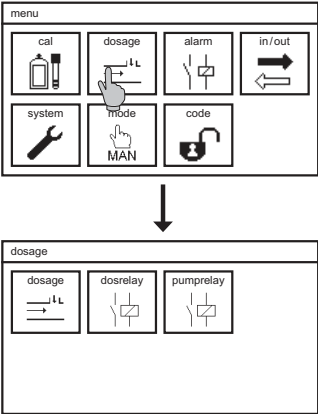 menu
cal dosage alarm in/out
system mode code
MAN
dosage
dosage dosrelay pumprelay